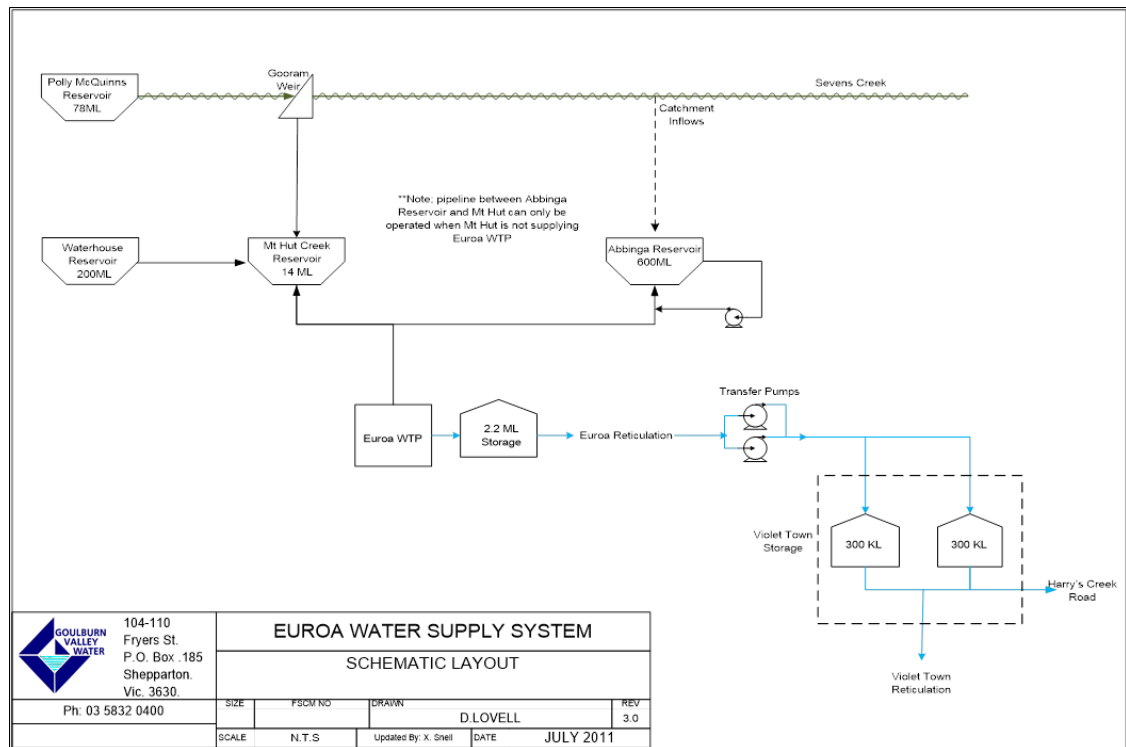 Polly McQuinns
Reservoir
78ML
Gooram
Weir
Sevens Creek
Catchment
Inflows
**Note; pipeline between Abbinga
Reservoir and Mt Hut can only be
operated when Mt Hut is not supplying
Euroa WTP
Waterhouse
Reservoir
200ML
Mt Hut Creek
Reservoir
14 ML
Abbinga Reservoir
600ML
Euroa WTP
2.2 ML
Storage
Euroa Reticulation
Transfer Pumps
Violet Town
Storage
300 KL
300 KL
Harry's Creek
Road
Violet Town
Reticulation
GOULBURN
VALLEY
WATER
104-110
Fryers St.
P.O. Box .185
Shepparton.
Vic. 3630.
Ph: 03 5832 0400
EUROA WATER SUPPLY SYSTEM
SCHEMATIC LAYOUT
SIZE
FSCM NO
DRAWN
D.LOVELL
REV
3.0
SCALE
N.T.S
Updated By: X. Snell
DATE
JULY 2011